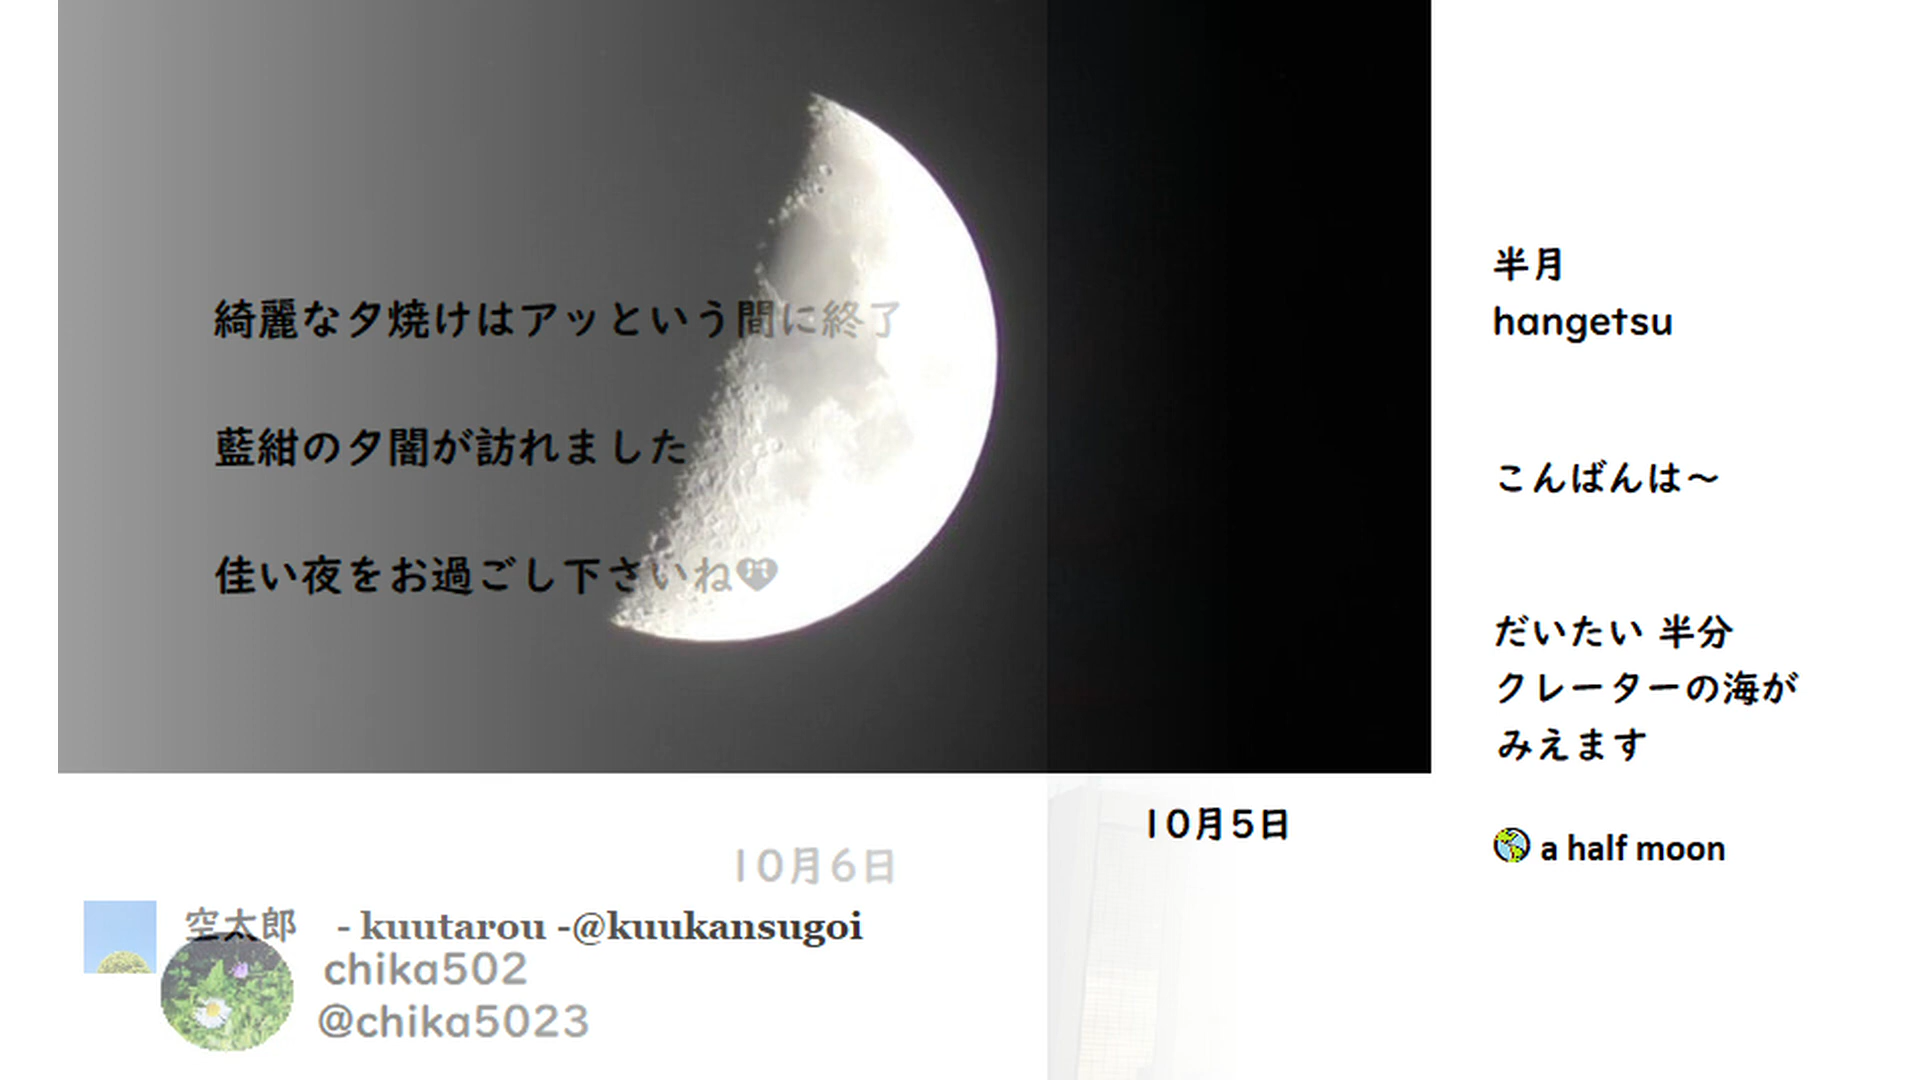 綺麗な夕焼けはアッという間に終了
藍紺の夕闇が訪れました
佳い夜をお過ごし下さいね
半月
hangetsu
こんばんは～
だいたい 半分
クレーターの海が
みえます
a half moon
10月5日
10月6日
空太郎 - kuutarou -@kuukansugoi
chika502
@chika5023